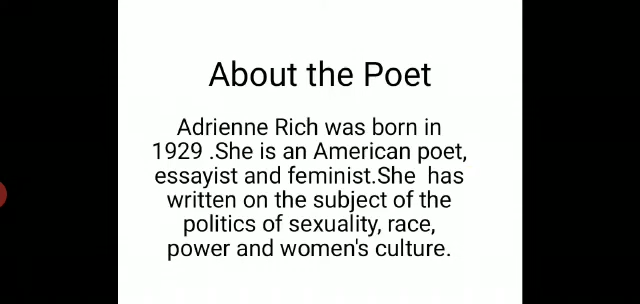 About the Poet
Adrienne Rich was born in
1929 .She is an American poet,
essayist and feminist.She  has
written on the subject of the
politics of sexuality, race,
power and women's culture.